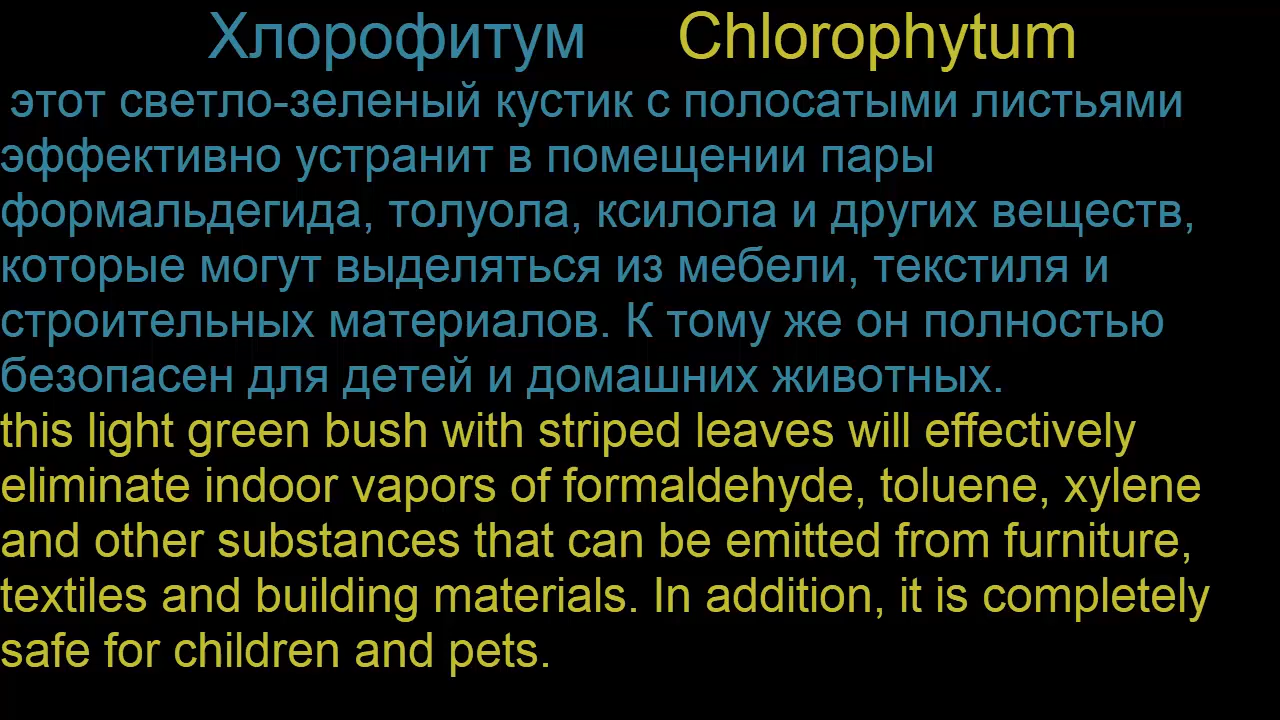 Хлорофитум Chlorophytum
этот светло-зеленый кустик с полосатыми листьями
эффективно устранит в помещении пары
формальдегида, толуола, ксилола и других веществ,
которые могут выделяться из мебели, текстиля и
строительных материалов. К тому же он полностью
безопасен для детей и домашних животных.
this light green bush with striped leaves will effectively
eliminate indoor vapors of formaldehyde, toluene, xylene
and other substances that can be emitted from furniture,
textiles and building materials. In addition, it is completely
safe for children and pets.